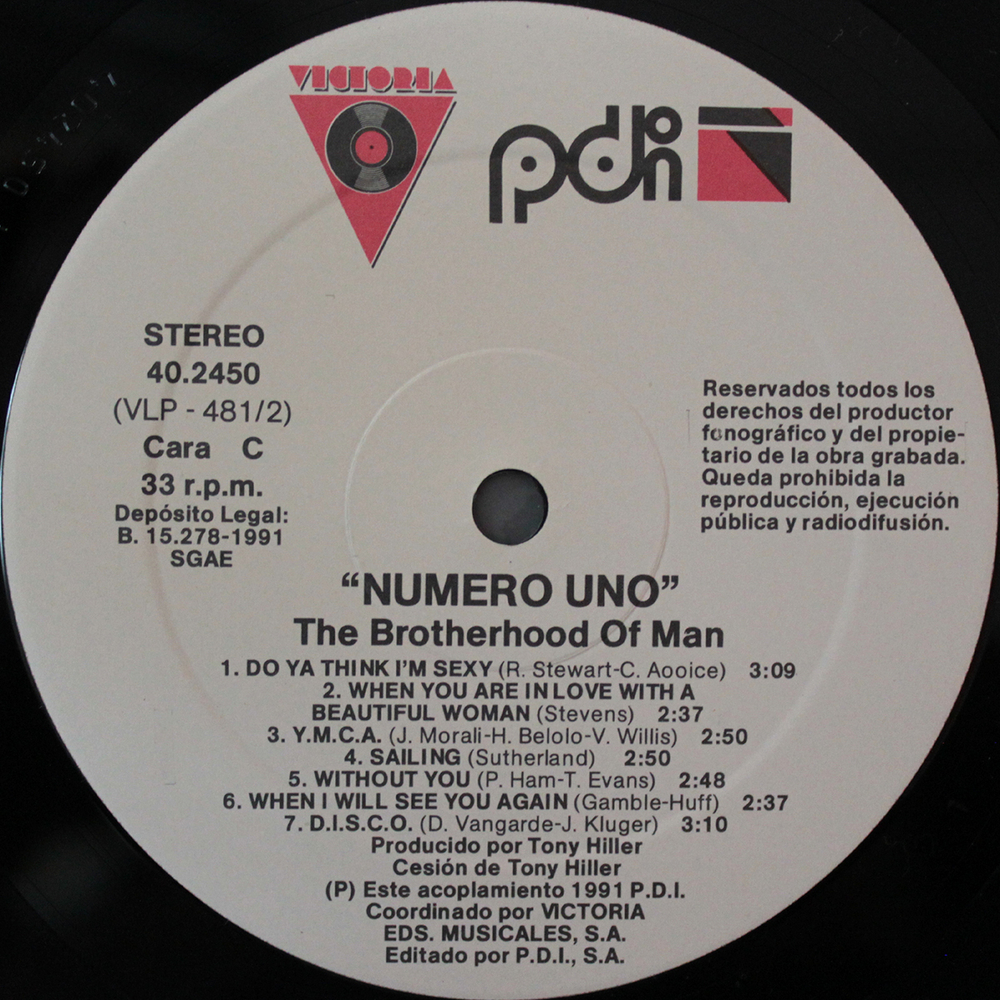 VICTORIA
pdi on
STEREO
40.2450
(VLP - 481/2)
Cara C
33 r.p.m.
Depósito Legal:
B. 15.278-1991
SGAE
Reservados todos los
derechos del productor
fonográfico y del propie-
tario de la obra grabada.
Queda prohibida la
reproducción, ejecución
pública y radiodifusión.
“NUMERO UNO”
The Brotherhood Of Man
1. DO YA THINK I'M SEXY (R. Stewart-C. Aooice) 3:09
2. WHEN YOU ARE IN LOVE WITH A
BEAUTIFUL WOMAN (Stevens) 2:37
3. Y.M.C.A. (J. Morali-H. Belolo-V. Willis) 2:50
4. SAILING (Sutherland) 2:50
5. WITHOUT YOU (P. Ham-T. Evans) 2:48
6. WHEN I WILL SEE YOU AGAIN (Gamble-Huff) 2:37
7. D.I.S.C.O. (D. Vangarde-J. Kluger) 3:10
Producido por Tony Hiller
Cesión de Tony Hiller
(P) Este acoplamiento 1991 P.D.I.
Coordinado por VICTORIA
EDS. MUSICALES, S.A.
Editado por P.D.I., S.A.